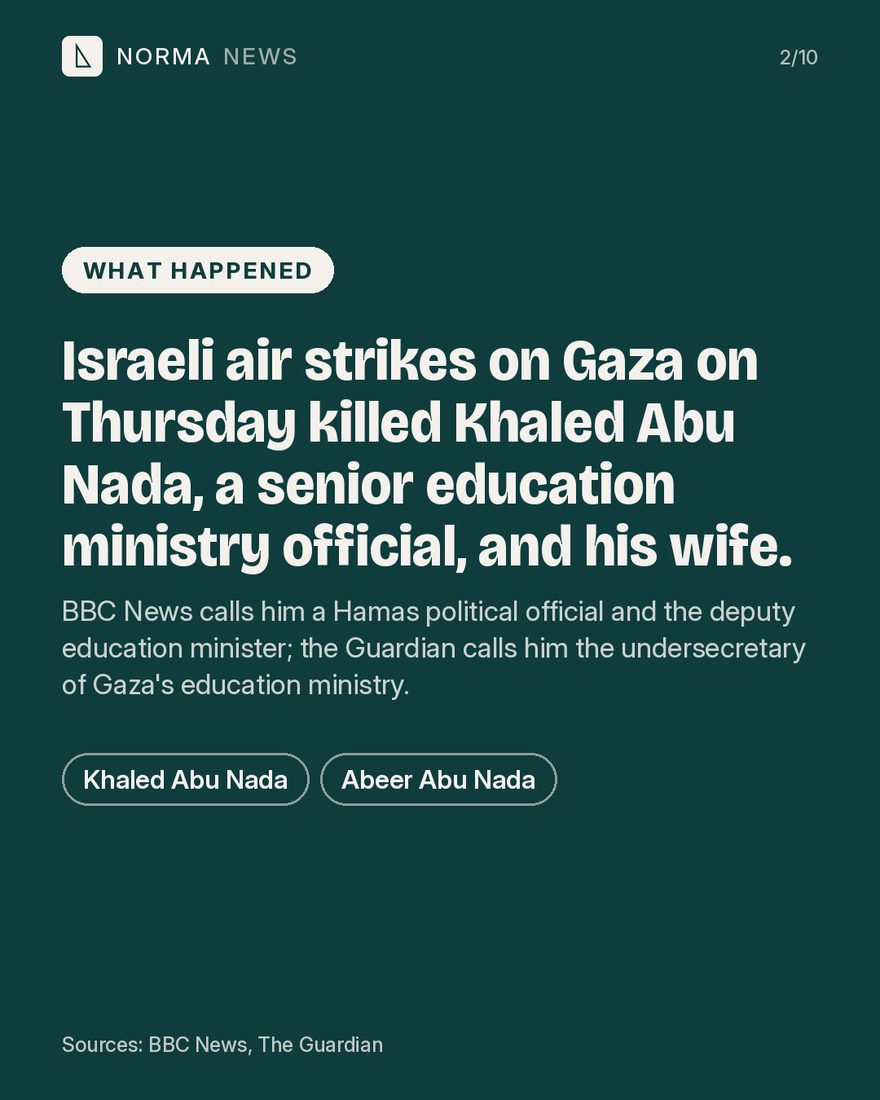 NORMA NEWS
2/10
WHAT HAPPENED
Israeli air strikes on Gaza on
Thursday killed Khaled Abu
Nada, a senior education
ministry official, and his wife.
BBC News calls him a Hamas political official and the deputy
education minister; the Guardian calls him the undersecretary
of Gaza's education ministry.
Khaled Abu Nada
Abeer Abu Nada
Sources: BBC News, The Guardian